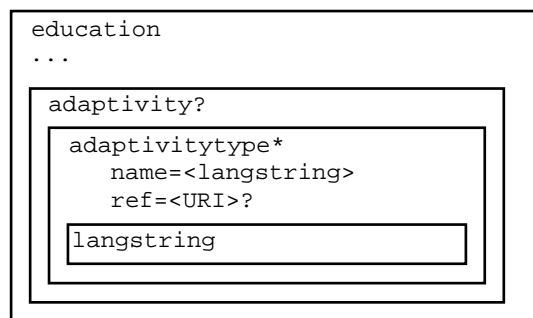 education
...
adaptivity?
adaptivitytype*
name=<langstring>
ref=<URI>?
langstring